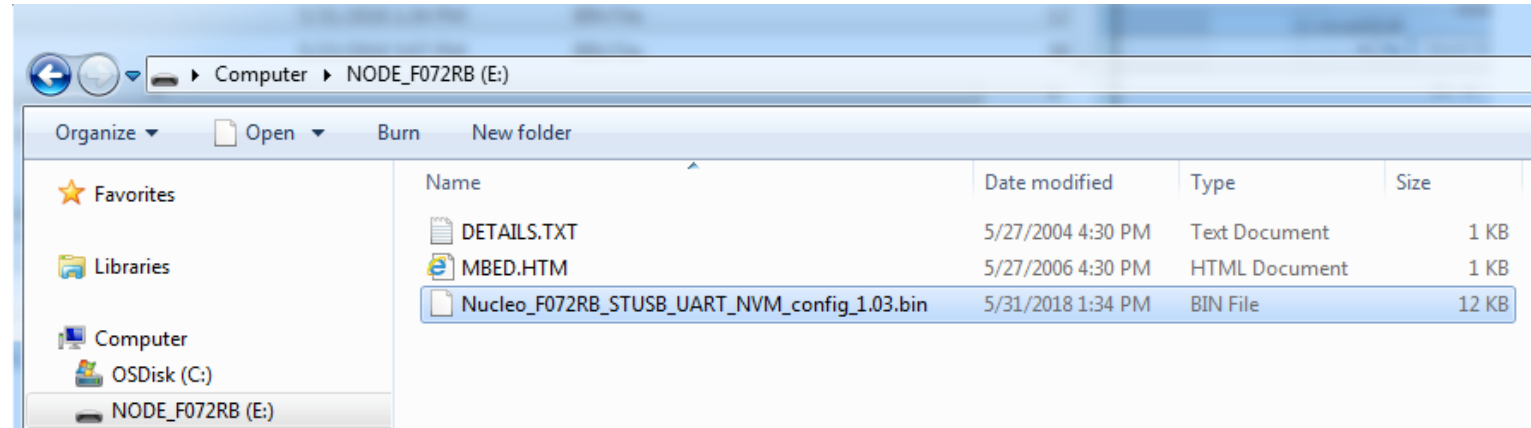 Computer NODE_F072RB (E:)
Organize Open Burn New folder
Favorites
Libraries
Computer
OSDisk (C:)
NODE_F072RB (E:)
Name Date modified Type Size
DETAILS.TXT 5/27/2004 4:30 PM Text Document 1 KB
MBED.HTM 5/27/2006 4:30 PM HTML Document 1 KB
Nucleo_F072RB_STUSB_UART_NVM_config_1.03.bin 5/31/2018 1:34 PM BIN File 12 KB